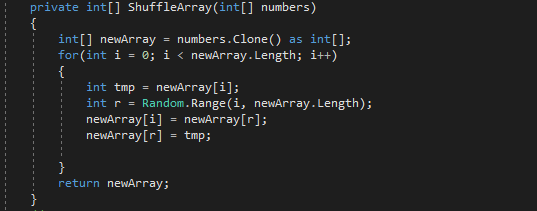 private int[] ShuffleArray(int[] numbers)
{
int[] newArray = numbers.Clone() as int[];
for(int i = 0; i < newArray.Length; i++)
{
int tmp = newArray[i];
int r = Random.Range(i, newArray.Length);
newArray[i] = newArray[r];
newArray[r] = tmp;
}
return newArray;
}